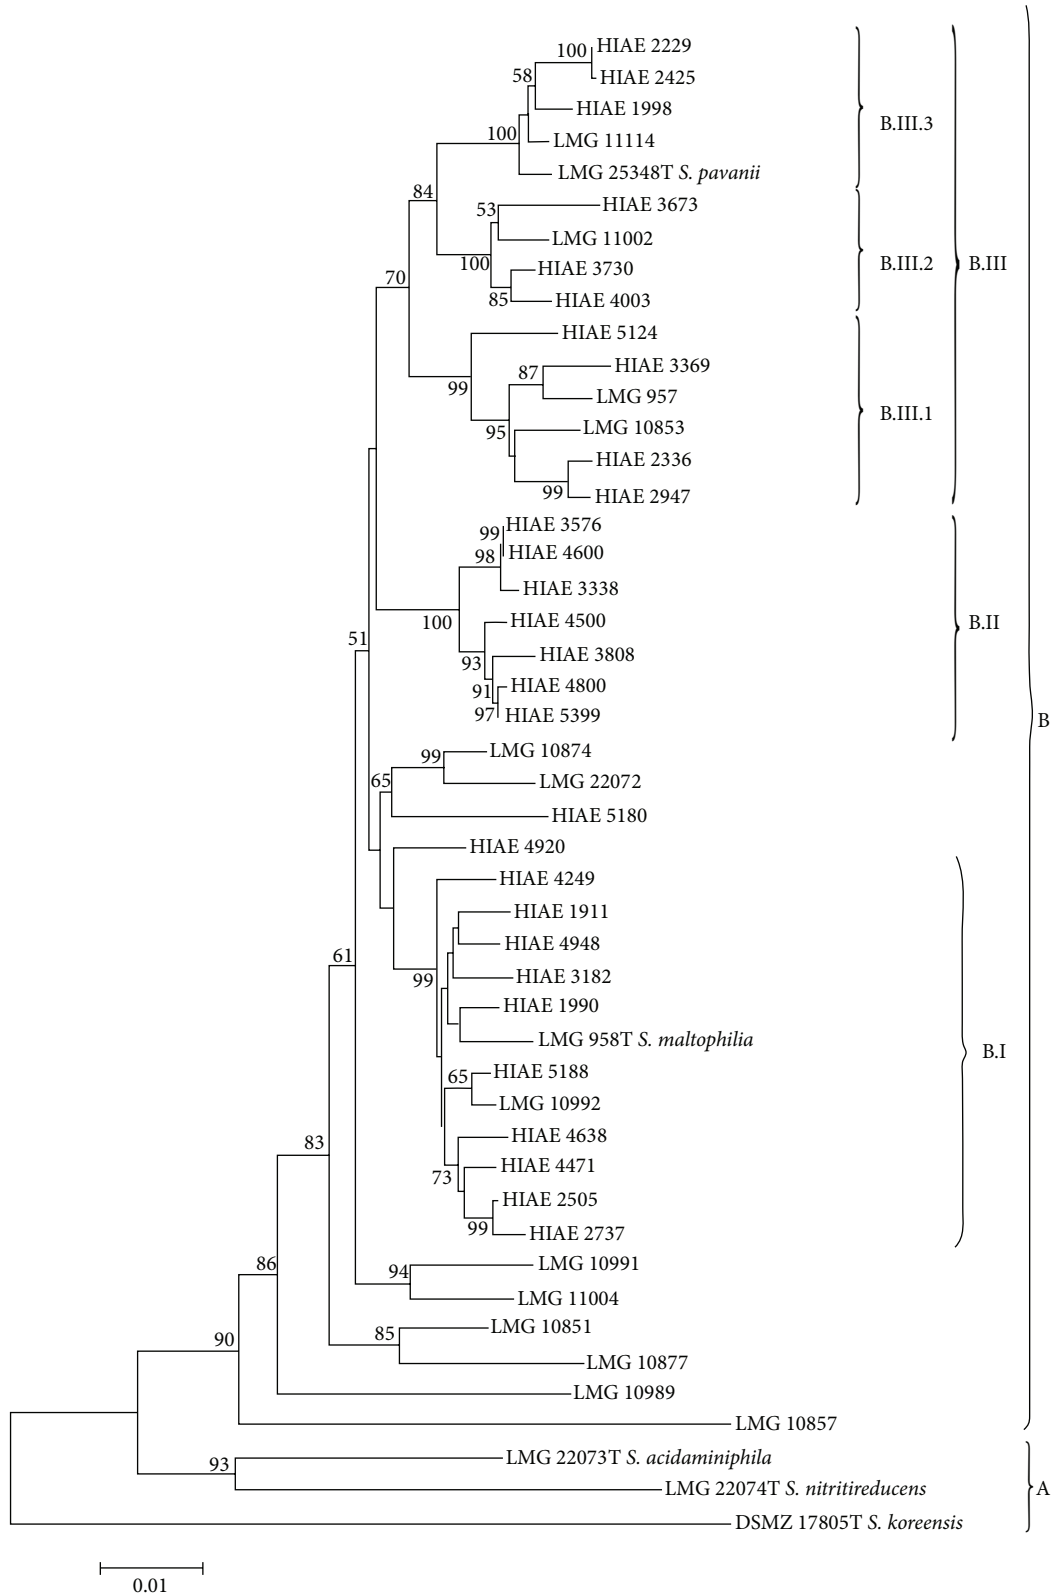 100 HIAE 2229
58 HIAE 2425
HIAE 1998
B.III.3
100 LMG 11114
LMG 25348T S. pavanii
84
53 HIAE 3673
LMG 11002
100 HIAE 3730 B.III.2 B.III
70
85 HIAE 4003
HIAE 5124
87 HIAE 3369
99 LMG 957
B.III.1
95 LMG 10853
HIAE 2336
99 HIAE 2947
99 HIAE 3576
98 HIAE 4600
HIAE 3338
100 HIAE 4500 B.II
51
93 HIAE 3808
91 HIAE 4800
97 HIAE 5399
B
99 LMG 10874
65 LMG 22072
HIAE 5180
HIAE 4920
HIAE 4249
HIAE 1911
HIAE 4948
61
99 HIAE 3182
HIAE 1990
LMG 958T S. maltophilia
B.I
65 HIAE 5188
LMG 10992
83 HIAE 4638
73 HIAE 4471
HIAE 2505
99 HIAE 2737
86
94 LMG 10991
LMG 11004
90 85 LMG 10851
LMG 10877
LMG 10989
LMG 10857
93 LMG 22073T S. acidaminiphila
LMG 22074T S. nitritireducens A
DSMZ 17805T S. koreensis
0.01